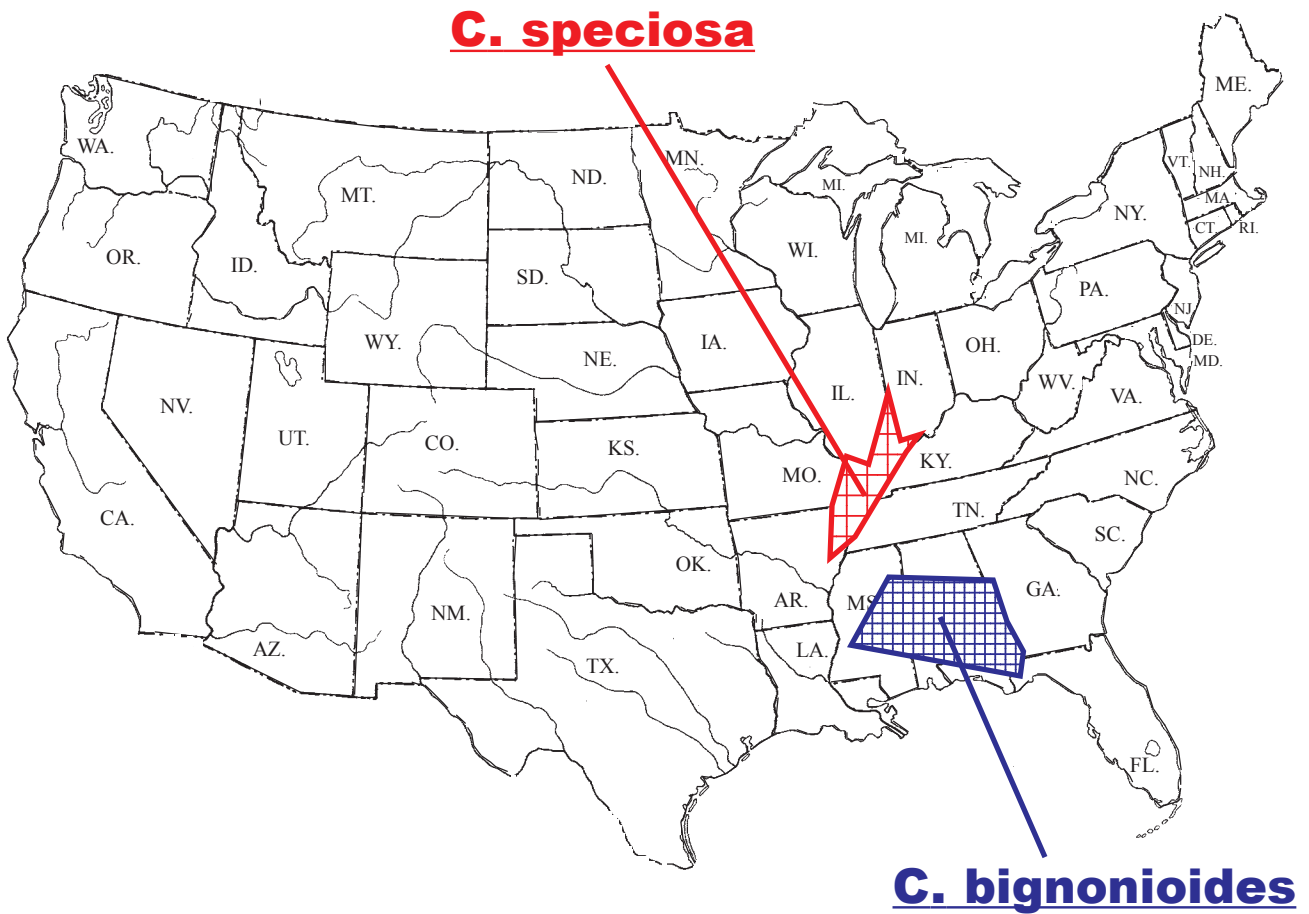 C. speciosa
ME.
WA.
MN.
VT.
NH.
ND.
MT.
MI.
MA.
NY.
CT.
RI.
MI.
WI.
OR.
ID.
SD.
PA.
NJ
DE.
MD.
WY.
IA.
OH.
NE.
IN.
WV.
IL.
VA.
NV.
UT.
CO.
KS.
KY.
MO.
NC.
CA.
TN.
SC.
OK.
GA.
AR.
MS
NM.
AZ.
LA.
TX.
FL.
C. bignonioides